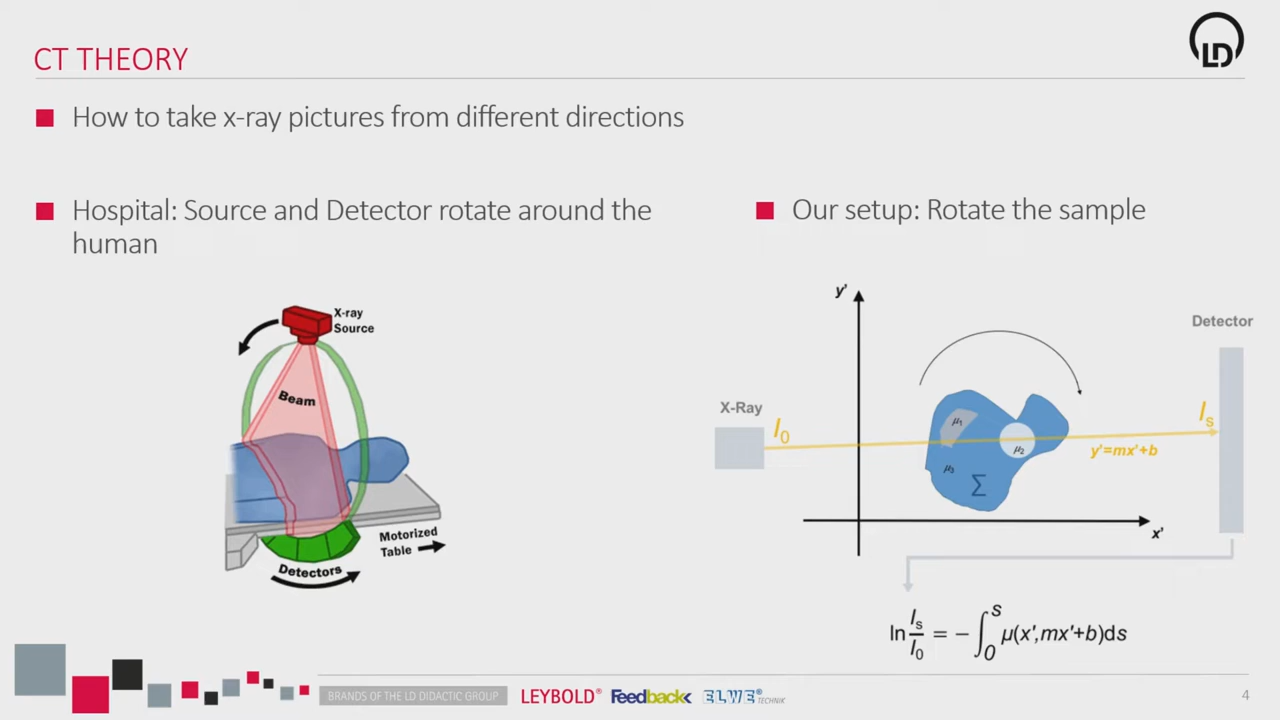 CT THEORY
LD
How to take x-ray pictures from different directions
Hospital: Source and Detector rotate around the
human
X-ray
Source
Beam
Motorized
Table
Detectors
Our setup: Rotate the sample
y'
Detector
X-Ray
I₀
Iₛ
μ₁
μ₂
μ₃
Σ
y'=mx'+b
x'
ln Iₛ/I₀ = − ∫₀ˢ μ(x',mx'+b)ds
BRANDS OF THE LD DIDACTIC GROUP
LEYBOLD®
Feedback
ELWE® TECHNIK
4